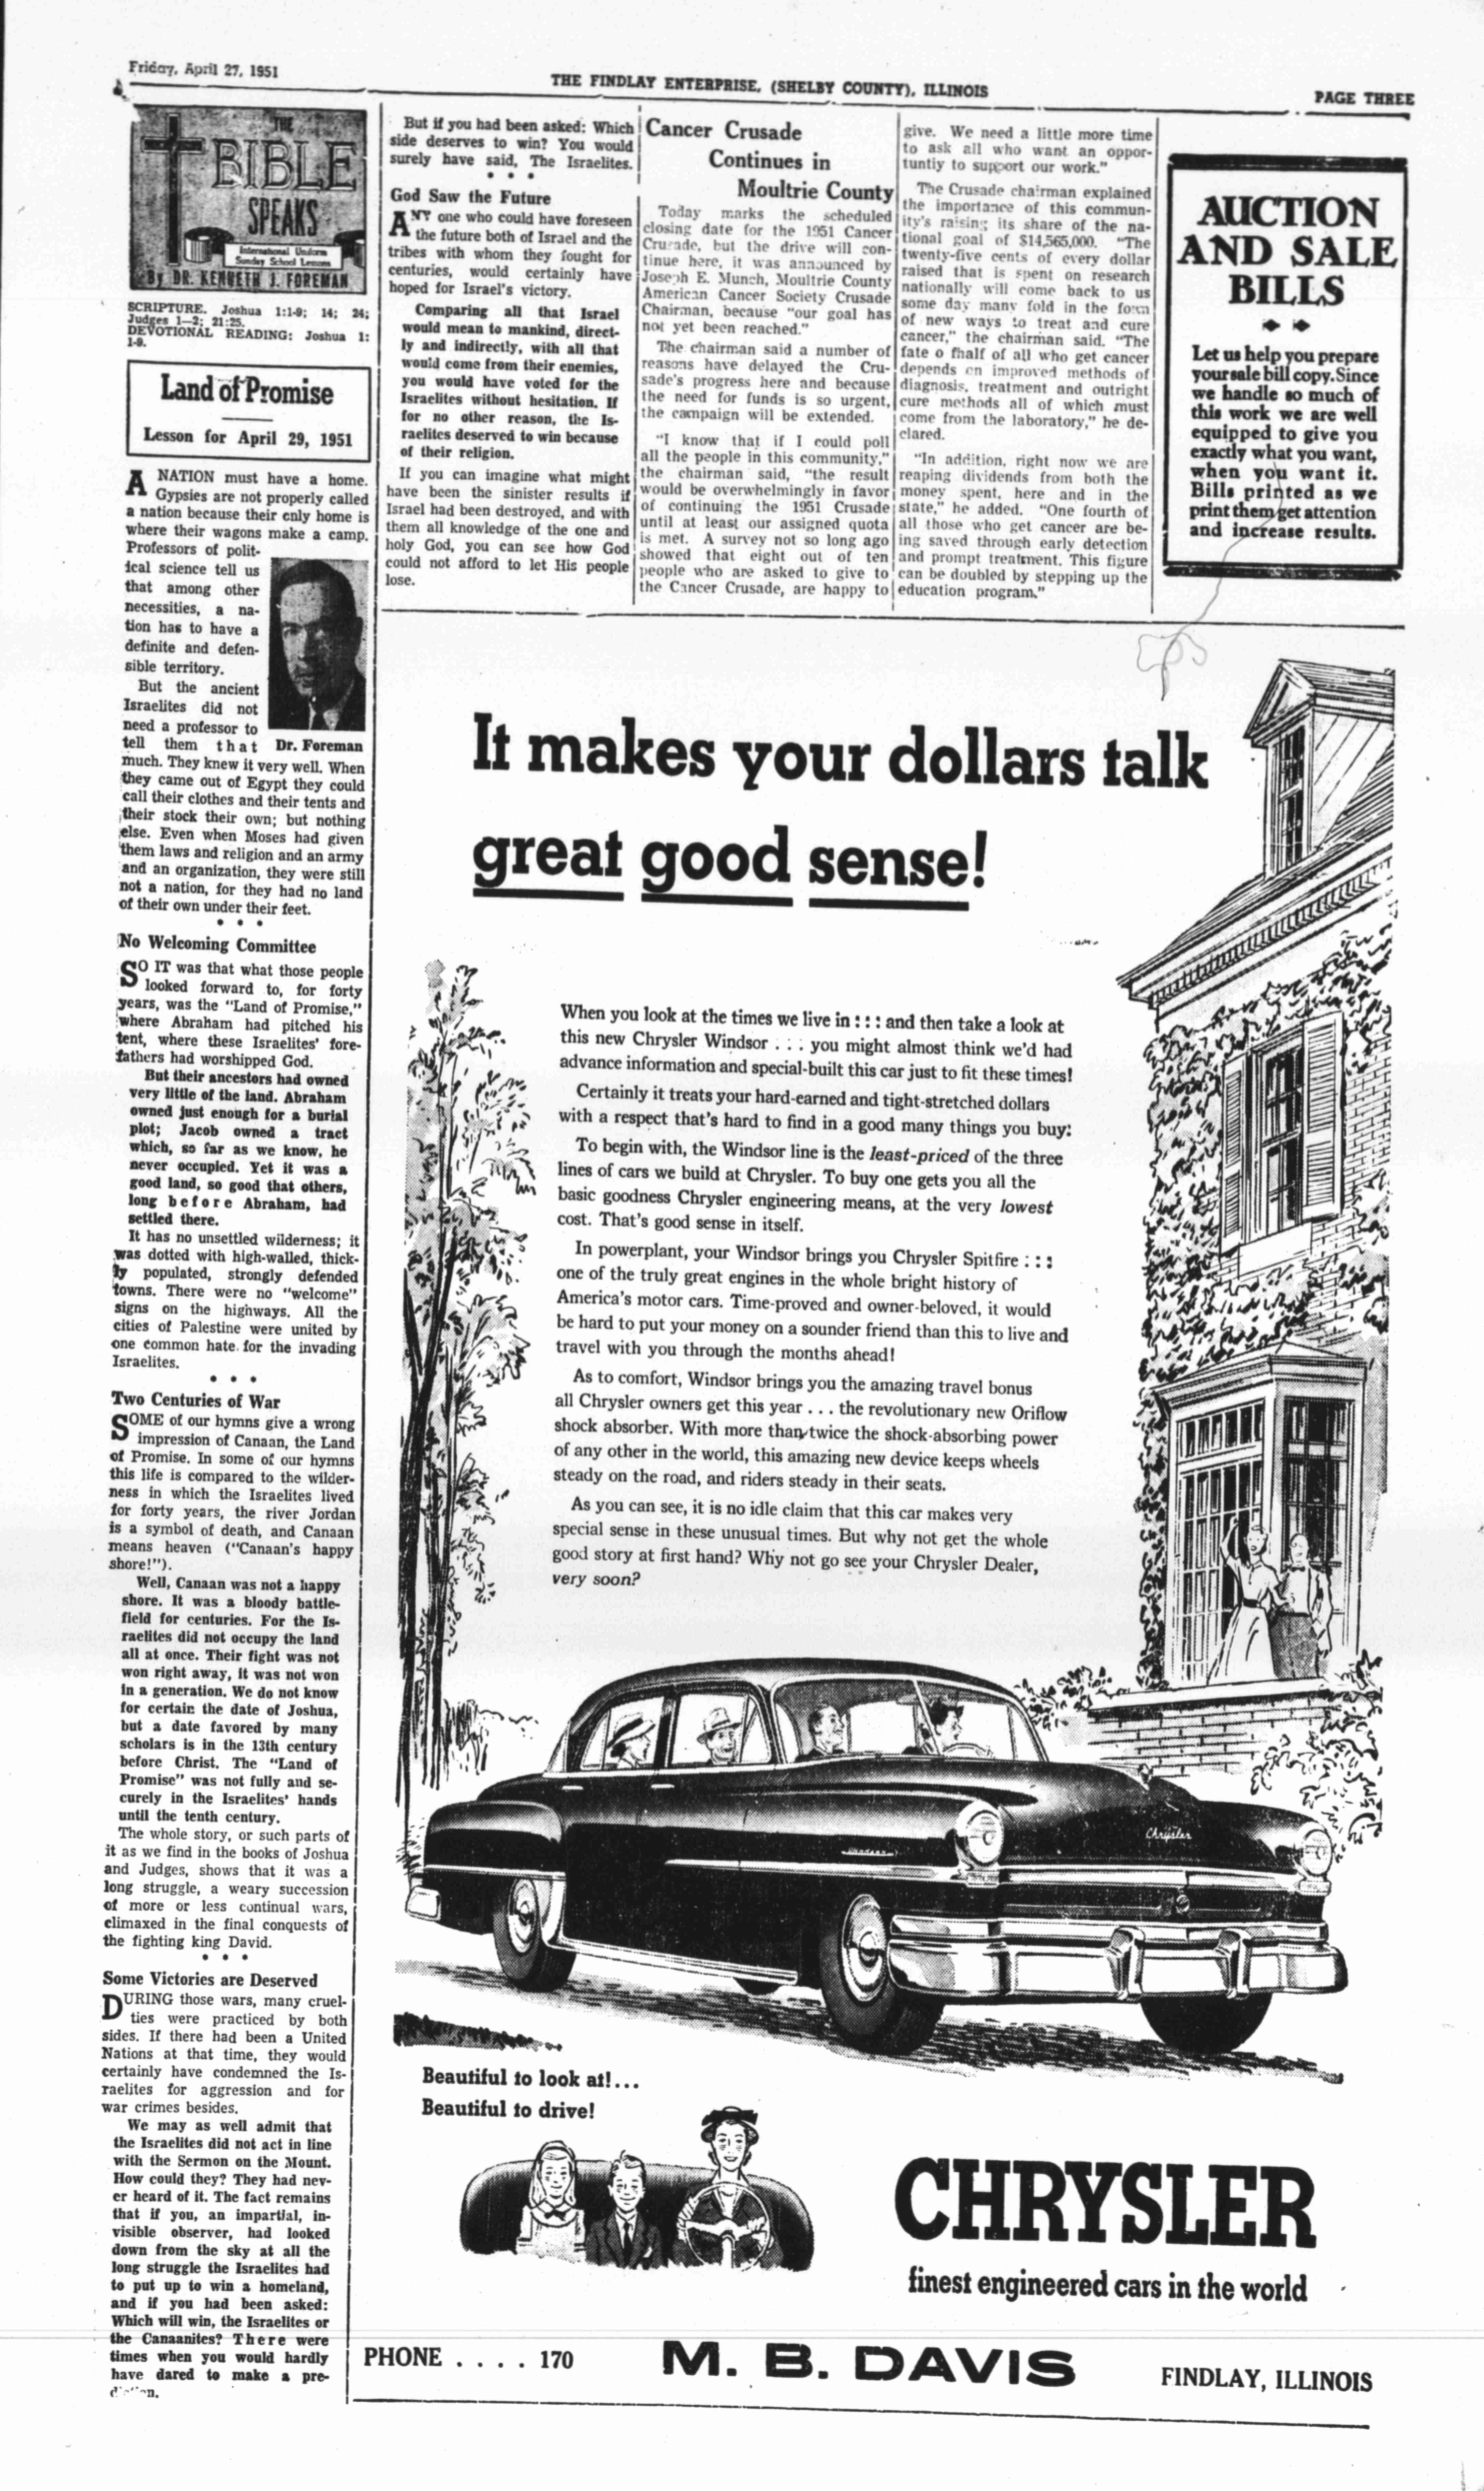 Friday, April 27, 1951
THE FINDLAY ENTERPRISE, (SHELBY COUNTY), ILLINOIS
PAGE THREE
THE
BIBLE
SPEAKS
International Uniform
Sunday School Lessons
By DR. KENNETH J. FOREMAN
SCRIPTURE. Joshua 1:1-9; 14; 24;
Judges 1—2; 21:25.
DEVOTIONAL READING: Joshua 1:
1-9.
Land of Promise
Lesson for April 29, 1951
A NATION must have a home.
Gypsies are not properly called
a nation because their only home is
where their wagons make a camp.
Professors of polit-
ical science tell us
that among other
necessities, a na-
tion has to have a
definite and defen-
sible territory.
But the ancient
Israelites did not
need a professor to
tell them that
Dr. Foreman
much. They knew it very well. When
they came out of Egypt they could
call their clothes and their tents and
their stock their own; but nothing
else. Even when Moses had given
them laws and religion and an army
and an organization, they were still
not a nation, for they had no land
of their own under their feet.
• • •
No Welcoming Committee
SO IT was that what those people
looked forward to, for forty
years, was the "Land of Promise,"
where Abraham had pitched his
tent, where these Israelites' fore-
fathers had worshipped God.
But their ancestors had owned
very little of the land. Abraham
owned just enough for a burial
plot; Jacob owned a tract
which, so far as we know, he
never occupied. Yet it was a
good land, so good that others,
long before Abraham, had
settled there.
It has no unsettled wilderness; it
was dotted with high-walled, thick-
ly populated, strongly defended
towns. There were no "welcome"
signs on the highways. All the
cities of Palestine were united by
one common hate for the invading
Israelites.
• • •
Two Centuries of War
SOME of our hymns give a wrong
impression of Canaan, the Land
of Promise. In some of our hymns
this life is compared to the wilder-
ness in which the Israelites lived
for forty years, the river Jordan
is a symbol of death, and Canaan
means heaven ("Canaan's happy
shore!").
Well, Canaan was not a happy
shore. It was a bloody battle-
field for centuries. For the Is-
raelites did not occupy the land
all at once. Their fight was not
won right away, it was not won
in a generation. We do not know
for certain the date of Joshua,
but a date favored by many
scholars is in the 13th century
before Christ. The "Land of
Promise" was not fully and se-
curely in the Israelites' hands
until the tenth century.
The whole story, or such parts of
it as we find in the books of Joshua
and Judges, shows that it was a
long struggle, a weary succession
of more or less continual wars,
climaxed in the final conquests of
the fighting king David.
• • •
Some Victories are Deserved
DURING those wars, many cruel-
ties were practiced by both
sides. If there had been a United
Nations at that time, they would
certainly have condemned the Is-
raelites for aggression and for
war crimes besides.
We may as well admit that
the Israelites did not act in line
with the Sermon on the Mount.
How could they? They had nev-
er heard of it. The fact remains
that if you, an impartial, in-
visible observer, had looked
down from the sky at all the
long struggle the Israelites had
to put up to win a homeland,
and if you had been asked:
Which will win, the Israelites or
the Canaanites? There were
times when you would hardly
have dared to make a pre-
diction.
But if you had been asked: Which
side deserves to win? You would
surely have said, The Israelites.
• • •
God Saw the Future
ANY one who could have foreseen
the future both of Israel and the
tribes with whom they fought for
centuries, would certainly have
hoped for Israel's victory.
Comparing all that Israel
would mean to mankind, direct-
ly and indirectly, with all that
would come from their enemies,
you would have voted for the
Israelites without hesitation. If
for no other reason, the Is-
raelites deserved to win because
of their religion.
If you can imagine what might
have been the sinister results if
Israel had been destroyed, and with
them all knowledge of the one and
holy God, you can see how God
could not afford to let His people
lose.
Cancer Crusade
Continues in
Moultrie County
Today marks the scheduled
closing date for the 1951 Cancer
Crusade, but the drive will con-
tinue here, it was announced by
Joseph E. Munch, Moultrie County
American Cancer Society Crusade
Chairman, because "our goal has
not yet been reached."
The chairman said a number of
reasons have delayed the Cru-
sade's progress here and because
the need for funds is so urgent,
the campaign will be extended.
"I know that if I could poll
all the people in this community,"
the chairman said, "the result
would be overwhelmingly in favor
of continuing the 1951 Crusade
until at least our assigned quota
is met. A survey not so long ago
showed that eight out of ten
people who are asked to give to
the Cancer Crusade, are happy to
give. We need a little more time
to ask all who want an oppor-
tuntiy to support our work."
The Crusade chairman explained
the importance of this commun-
ity's raising its share of the na-
tional goal of $14,565,000. "The
twenty-five cents of every dollar
raised that is spent on research
nationally will come back to us
some day many fold in the form
of new ways to treat and cure
cancer," the chairman said. "The
fate o fhalf of all who get cancer
depends on improved methods of
diagnosis, treatment and outright
cure methods all of which must
come from the laboratory," he de-
clared.
"In addition, right now we are
reaping dividends from both the
money spent, here and in the
state," he added. "One fourth of
all those who get cancer are be-
ing saved through early detection
and prompt treatment. This figure
can be doubled by stepping up the
education program."
AUCTION
AND SALE
BILLS
Let us help you prepare
your sale bill copy. Since
we handle so much of
this work we are well
equipped to give you
exactly what you want,
when you want it.
Bills printed as we
print them get attention
and increase results.
It makes your dollars talk
great good sense!
When you look at the times we live in : : : and then take a look at
this new Chrysler Windsor . . . you might almost think we'd had
advance information and special-built this car just to fit these times!
Certainly it treats your hard-earned and tight-stretched dollars
with a respect that's hard to find in a good many things you buy:
To begin with, the Windsor line is the least-priced of the three
lines of cars we build at Chrysler. To buy one gets you all the
basic goodness Chrysler engineering means, at the very lowest
cost. That's good sense in itself.
In powerplant, your Windsor brings you Chrysler Spitfire : : :
one of the truly great engines in the whole bright history of
America's motor cars. Time-proved and owner-beloved, it would
be hard to put your money on a sounder friend than this to live and
travel with you through the months ahead!
As to comfort, Windsor brings you the amazing travel bonus
all Chrysler owners get this year . . . the revolutionary new Oriflow
shock absorber. With more than twice the shock-absorbing power
of any other in the world, this amazing new device keeps wheels
steady on the road, and riders steady in their seats.
As you can see, it is no idle claim that this car makes very
special sense in these unusual times. But why not get the whole
good story at first hand? Why not go see your Chrysler Dealer,
very soon?
Chrysler
Windsor
Beautiful to look at!...
Beautiful to drive!
CHRYSLER
finest engineered cars in the world
PHONE . . . . 170
M. B. DAVIS
FINDLAY, ILLINOIS